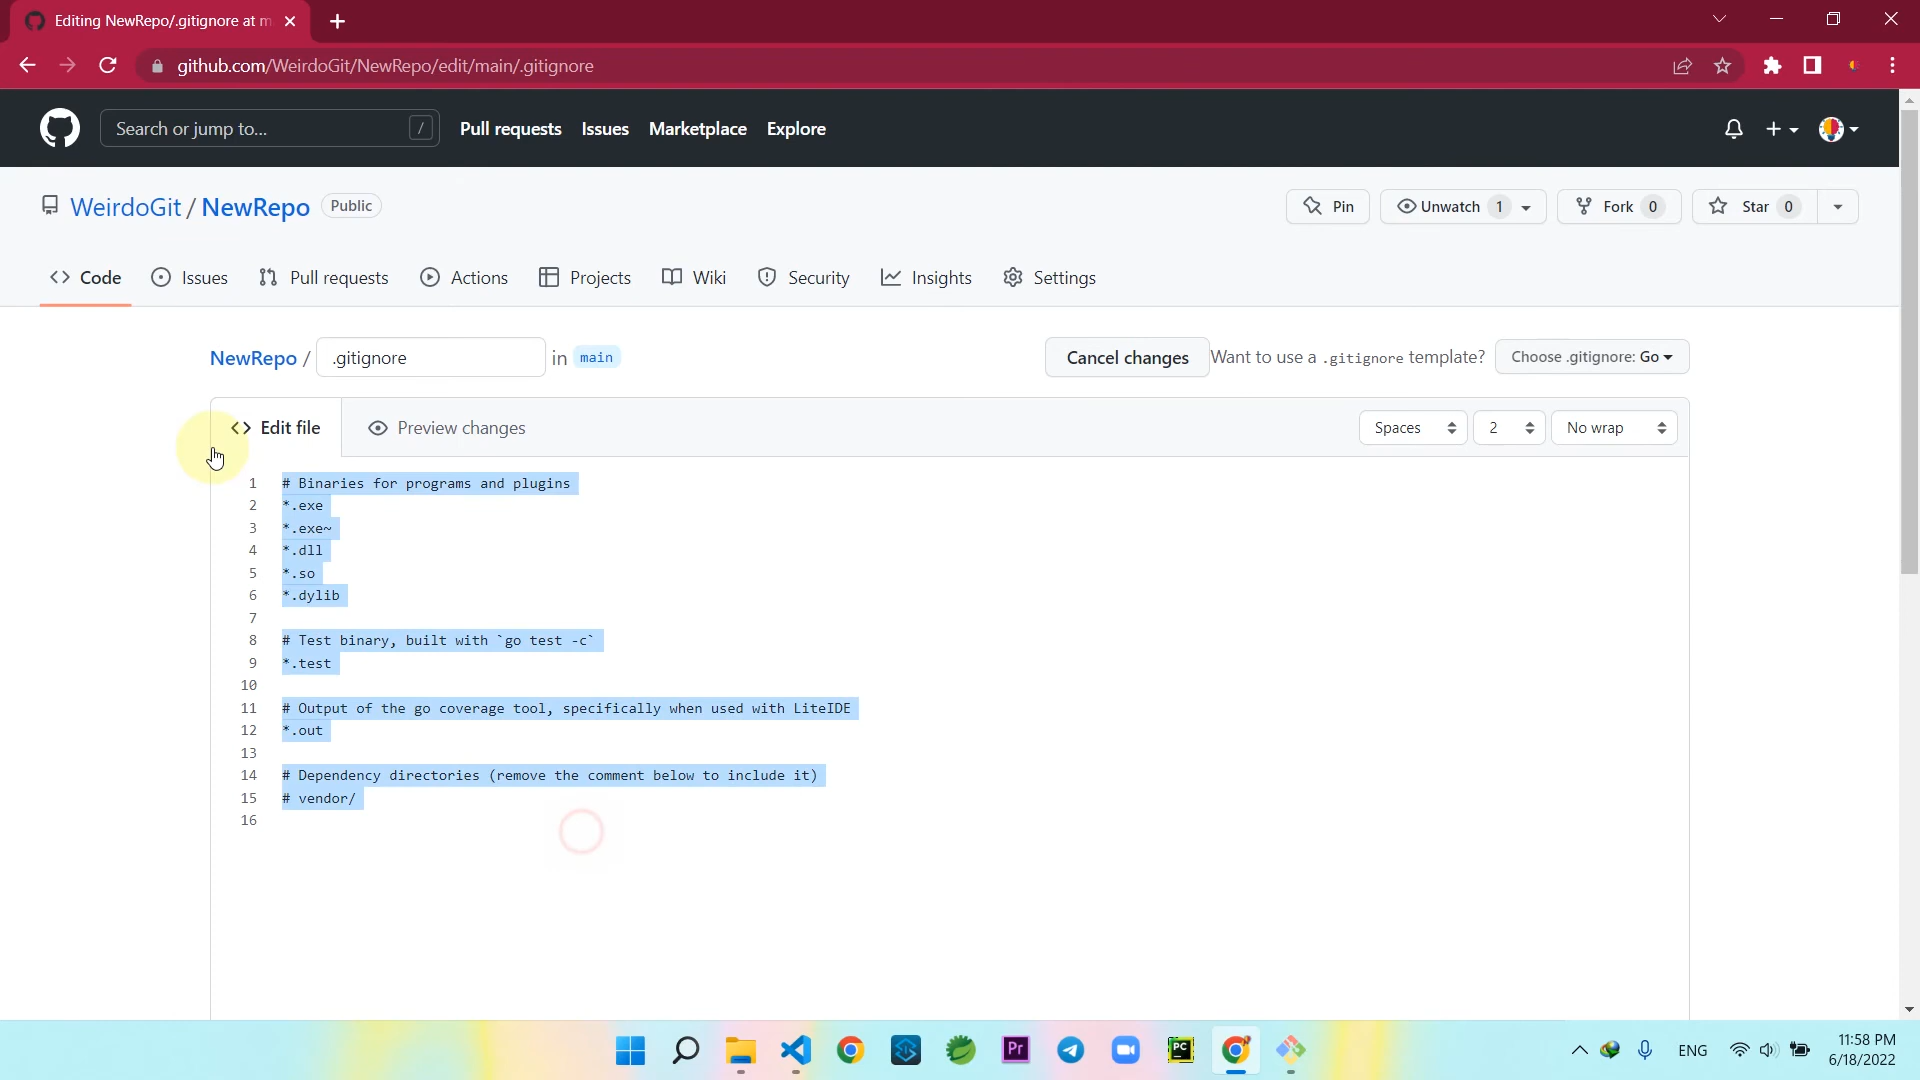 Editing NewRepo/.gitignore at m
github.com/WeirdoGit/NewRepo/edit/main/.gitignore
Search or jump to... /
Pull requests Issues Marketplace Explore
WeirdoGit / NewRepo Public
Pin Unwatch 1 Fork 0 Star 0
Code Issues Pull requests Actions Projects Wiki Security Insights Settings
NewRepo / .gitignore in main
Cancel changes Want to use a .gitignore template? Choose .gitignore: Go
Edit file Preview changes Spaces 2 No wrap
1 # Binaries for programs and plugins
2 *.exe
3 *.exe~
4 *.dll
5 *.so
6 *.dylib
7
8 # Test binary, built with `go test -c`
9 *.test
10
11 # Output of the go coverage tool, specifically when used with LiteIDE
12 *.out
13
14 # Dependency directories (remove the comment below to include it)
15 # vendor/
16
Pr PC ENG 11:58 PM
6/18/2022